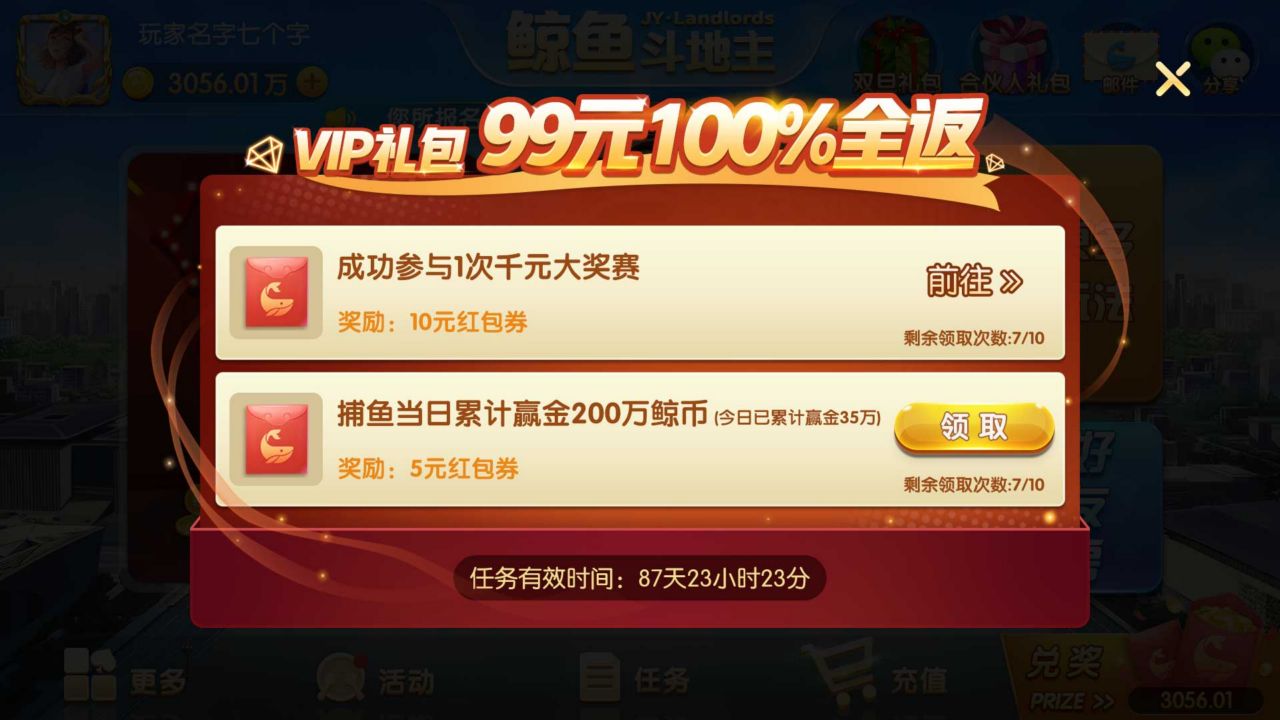 玩家名字七个字
3056.01万
鲸鱼
JY·Landlords
斗地主
双旦礼包
合伙人礼包
邮件
分享
您所报名
VIP礼包 99元100%全返
成功参与1次千元大奖赛
奖励：10元红包券
前往
剩余领取次数:7/10
捕鱼当日累计赢金200万鲸币 (今日已累计赢金35万)
奖励：5元红包券
领取
剩余领取次数:7/10
任务有效时间：87天23小时23分
更多
活动
任务
充值
兑奖
PRIZE >>
3056.01